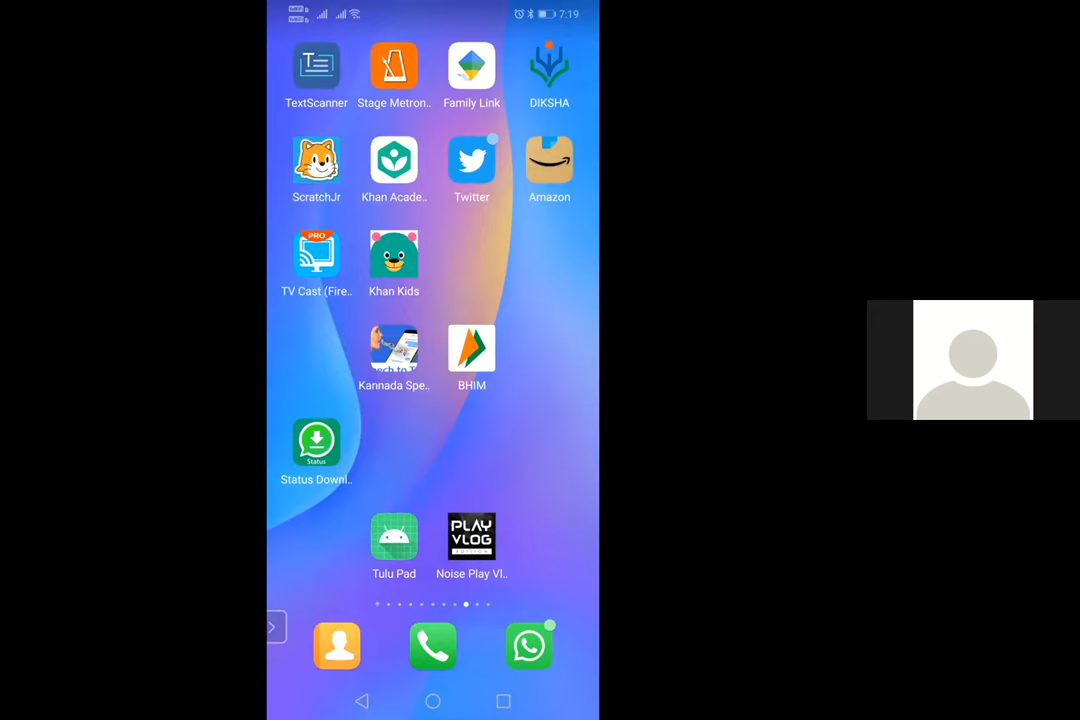 7:19
TextScanner
Stage Metron..
Family Link
DIKSHA
ScratchJr
Khan Acade..
Twitter
Amazon
PRO
TV Cast (Fire..
Khan Kids
Kannada Spe..
BHIM
Status
Status Downl..
PLAY
VLOG
EDITION
Tulu Pad
Noise Play Vl..